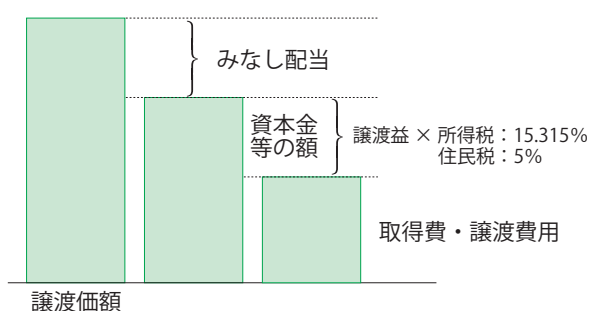 みなし配当
資本金
等の額
譲渡益 × 所得税：15.315%
住民税：5%
取得費・譲渡費用
譲渡価額